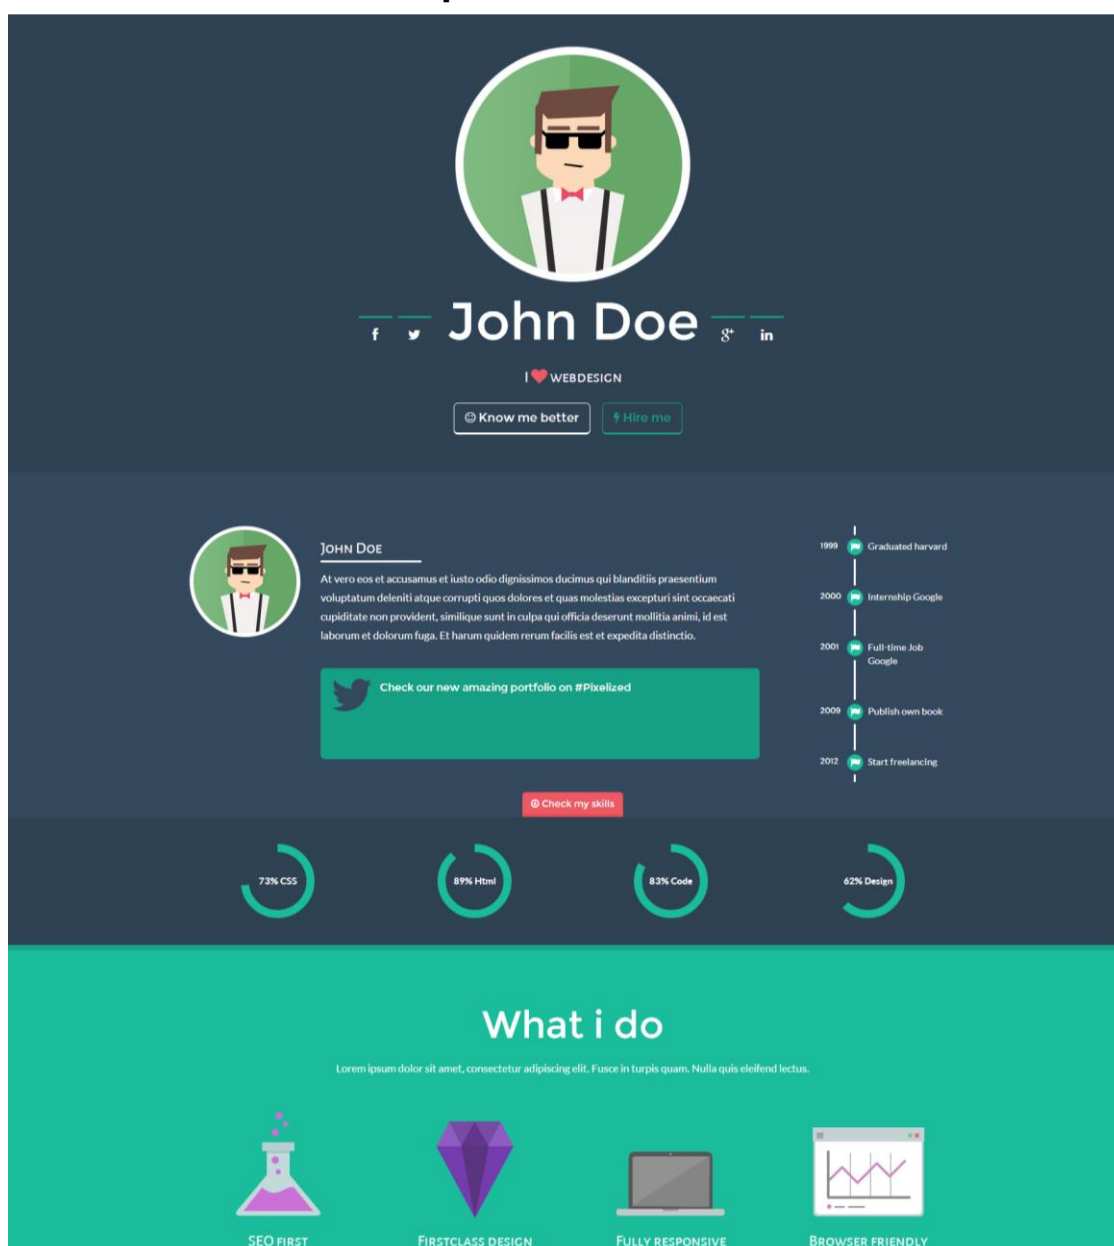 f
John Doe
g+
in
I WEBDESIGN
Know me better
Hire me
JOHN DOE
At vero eos et accusamus et iusto odio dignissimos ducimus qui blanditiis praesentium
voluptatum deleniti atque corrupti quos dolores et quas molestias excepturi sint occaecati
cupiditate non provident, similique sunt in culpa qui officia deserunt mollitia animi, id est
laborum et dolorum fuga. Et harum quidem rerum facilis est et expedita distinctio.
Check our new amazing portfolio on #Pixelized
1999 Graduated harvard
2000 Internship Google
2001 Full-time Job
Google
2009 Publish own book
2012 Start freelancing
Check my skills
73% CSS
89% Html
83% Code
62% Design
What i do
Lorem ipsum dolor sit amet, consectetur adipiscing elit. Fusce in turpis quam. Nulla quis eleifend lectus.
SEO FIRST
FIRSTCLASS DESIGN
FULLY RESPONSIVE
BROWSER FRIENDLY